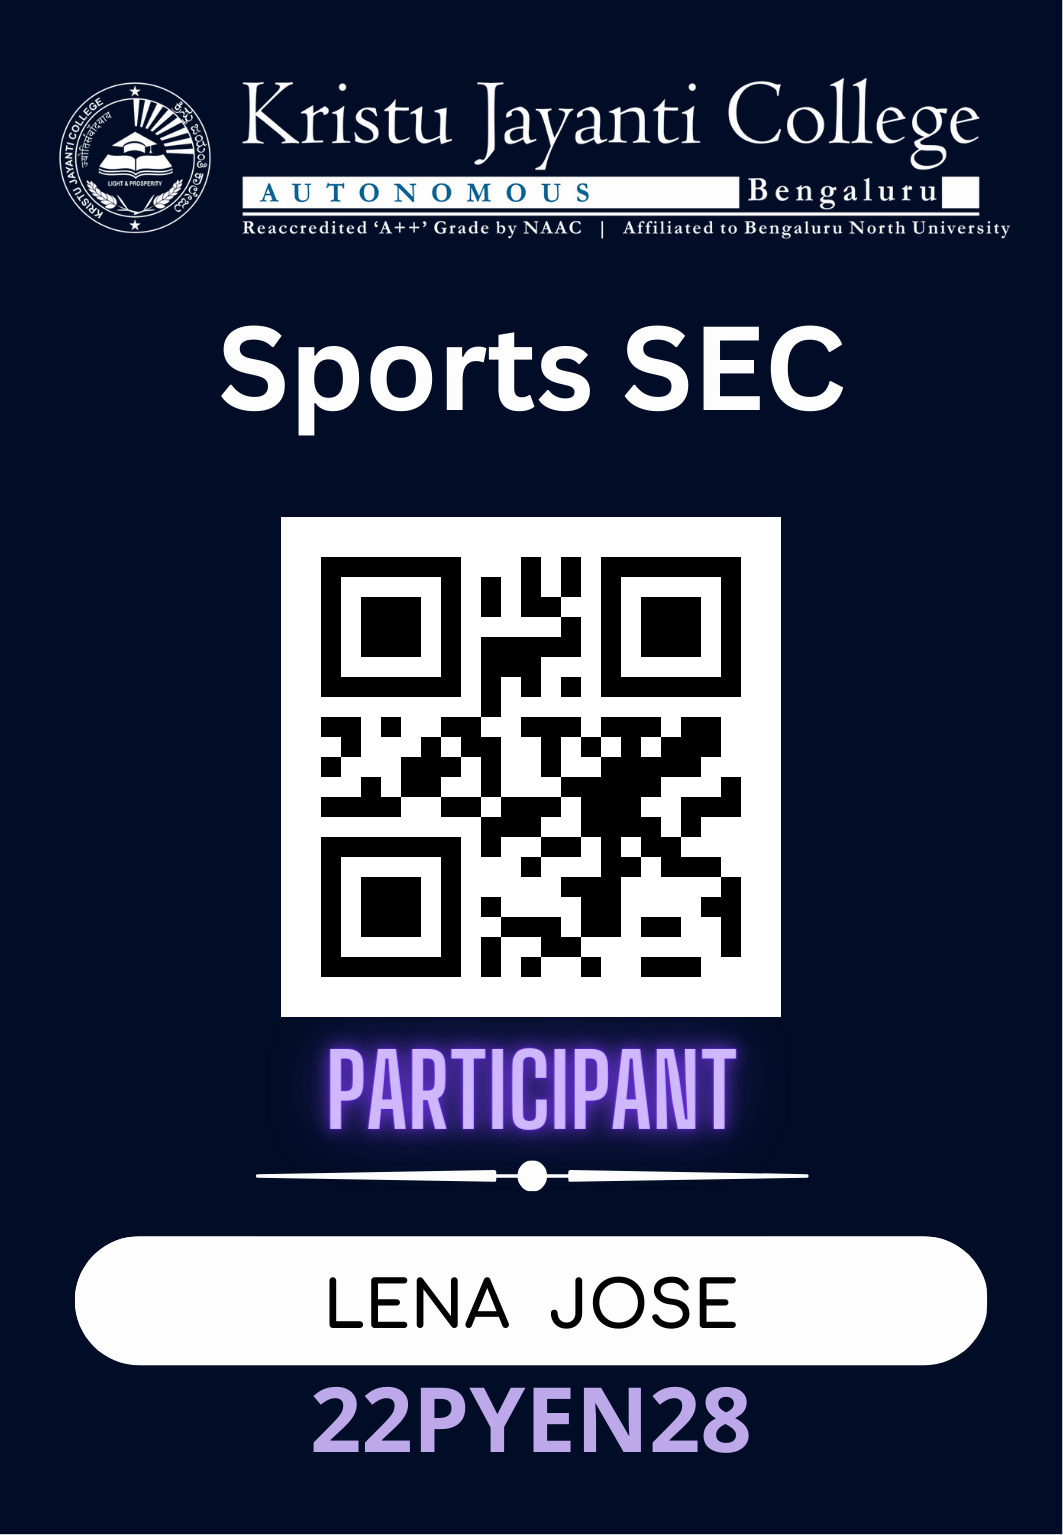 KRISTU JAYANTI COLLEGE
ಕ್ರಿಸ್ತು ಜಯಂತಿ ಕಾಲೇಜು
LIGHT & PROSPERITY
Kristu Jayanti College
AUTONOMOUS Bengaluru
Reaccredited ‘A++’ Grade by NAAC | Affiliated to Bengaluru North University
Sports SEC
PARTICIPANT
LENA JOSE
22PYEN28